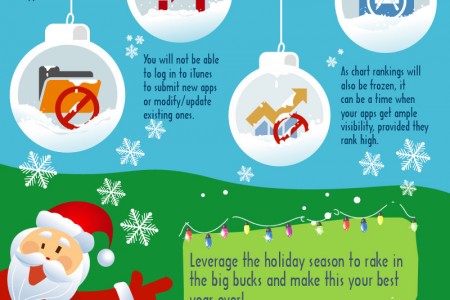 You will not be able
to log in to iTunes
to submit new apps
or modify/update
existing ones.
As chart rankings will
also be frozen, it
can be a time when
your apps get ample
visibility, provided they
rank high.
Leverage the holiday season to rake in
the big bucks and make this your best
year ever!